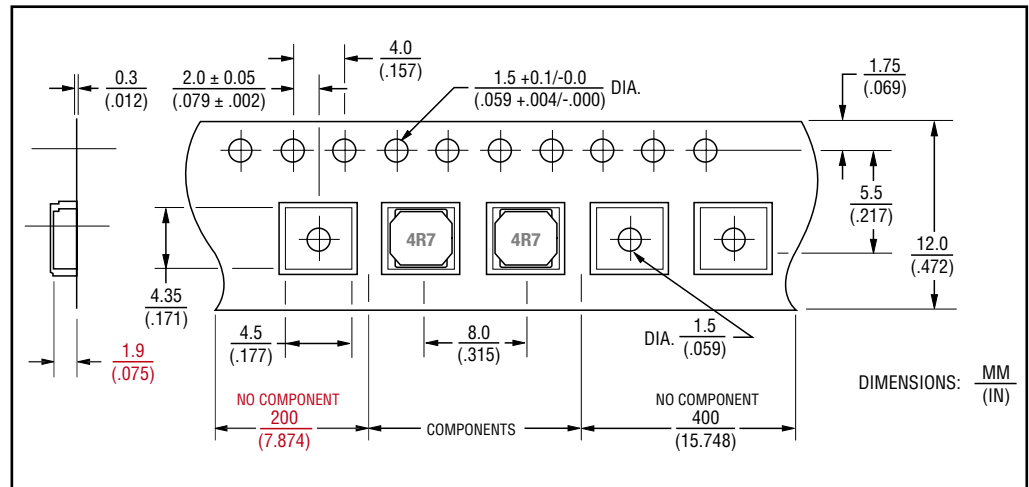 0.3
(.012)
2.0 ± 0.05
(.079 ± .002)
4.0
(.157)
1.5 +0.1/-0.0
(.059 +.004/-.000)
DIA.
1.75
(.069)
5.5
(.217)
12.0
(.472)
4R7
4R7
4.35
(.171)
1.9
(.075)
4.5
(.177)
8.0
(.315)
DIA. 1.5
(.059)
DIMENSIONS: MM
(IN)
NO COMPONENT
200
(7.874)
COMPONENTS
NO COMPONENT
400
(15.748)